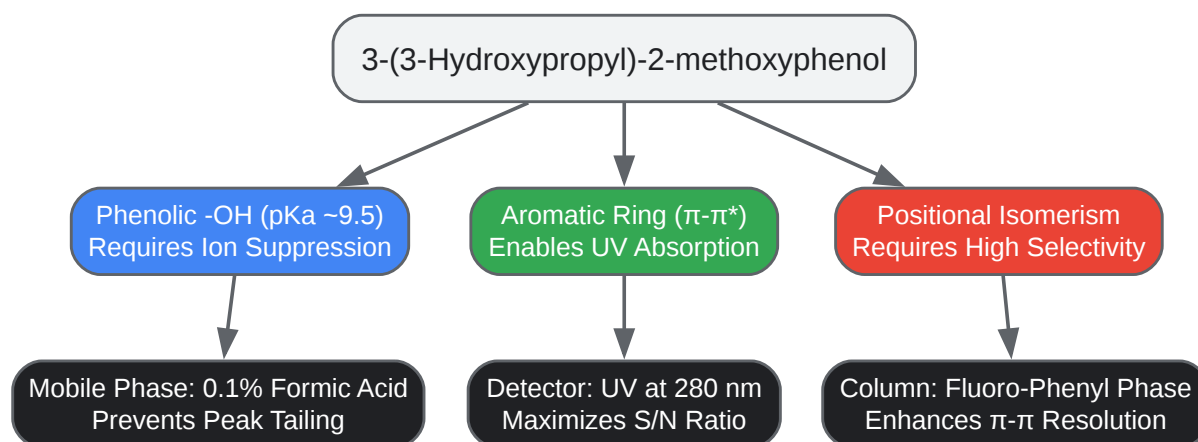 3-(3-Hydroxypropyl)-2-methoxyphenol
Phenolic -OH (pKa ~9.5)
Requires Ion Suppression
Aromatic Ring (π-π*)
Enables UV Absorption
Positional Isomerism
Requires High Selectivity
Mobile Phase: 0.1% Formic Acid
Prevents Peak Tailing
Detector: UV at 280 nm
Maximizes S/N Ratio
Column: Fluoro-Phenyl Phase
Enhances π-π Resolution